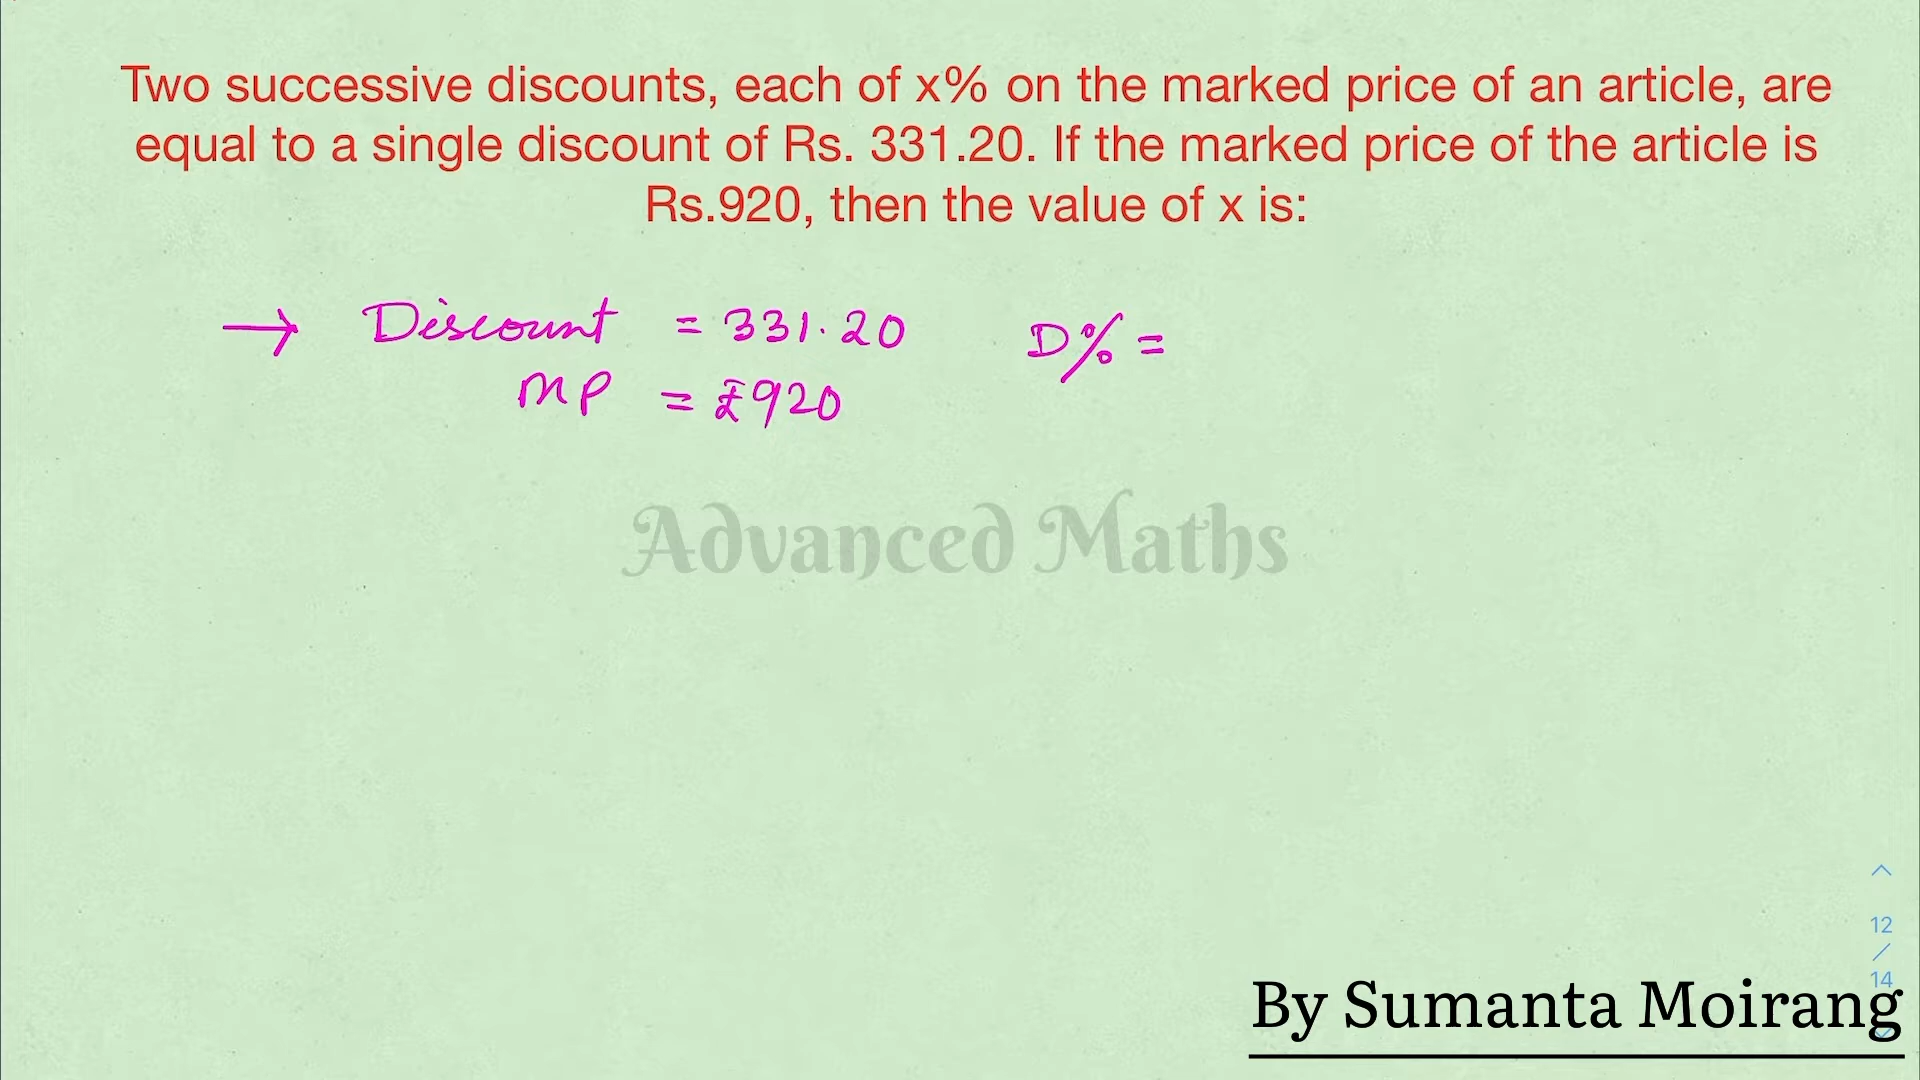 Two successive discounts, each of x% on the marked price of an article, are
equal to a single discount of Rs. 331.20. If the marked price of the article is
Rs.920, then the value of x is:
→ Discount = 331.20 D% =
MP = ₹920
Advanced Maths
12
/
14
By Sumanta Moirang